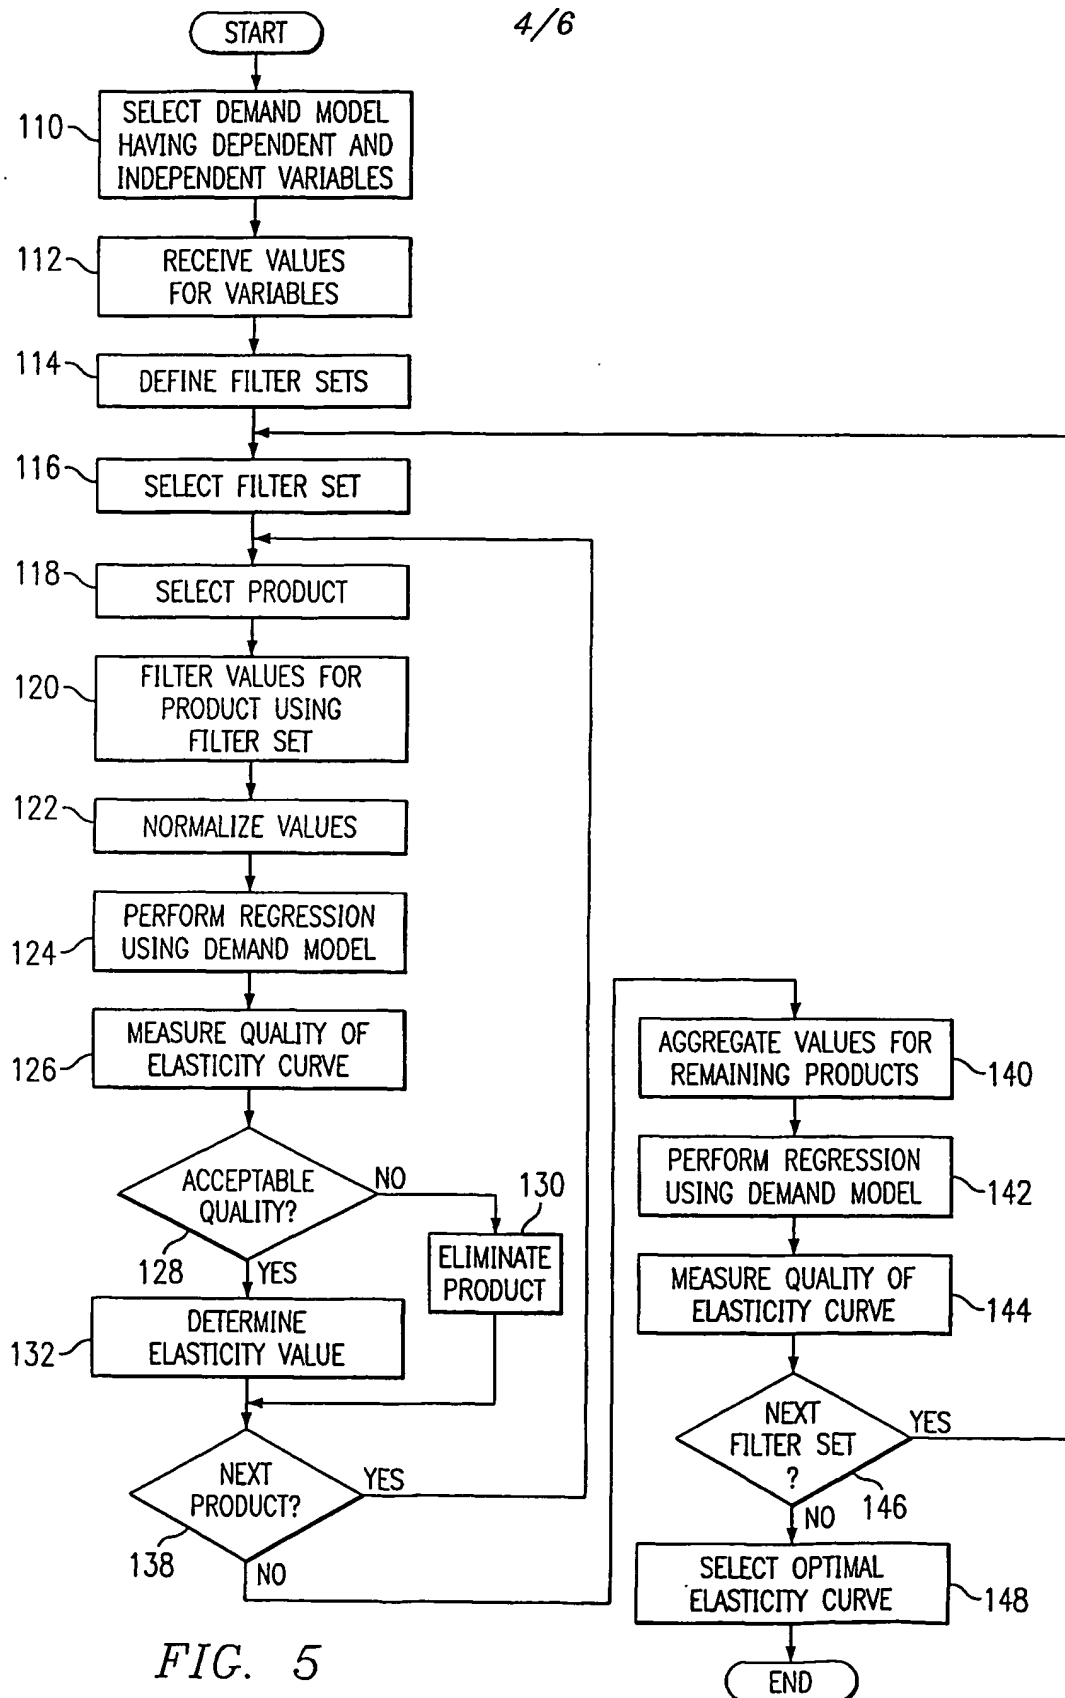 4/6
START
110
SELECT DEMAND MODEL
HAVING DEPENDENT AND
INDEPENDENT VARIABLES
112
RECEIVE VALUES
FOR VARIABLES
114
DEFINE FILTER SETS
116
SELECT FILTER SET
118
SELECT PRODUCT
120
FILTER VALUES FOR
PRODUCT USING
FILTER SET
122
NORMALIZE VALUES
124
PERFORM REGRESSION
USING DEMAND MODEL
126
MEASURE QUALITY OF
ELASTICITY CURVE
ACCEPTABLE
QUALITY?
NO
128
YES
130
ELIMINATE
PRODUCT
132
DETERMINE
ELASTICITY VALUE
NEXT
PRODUCT?
YES
138
NO
AGGREGATE VALUES FOR
REMAINING PRODUCTS
140
PERFORM REGRESSION
USING DEMAND MODEL
142
MEASURE QUALITY OF
ELASTICITY CURVE
144
NEXT
FILTER SET
?
YES
146
NO
SELECT OPTIMAL
ELASTICITY CURVE
148
END
FIG. 5